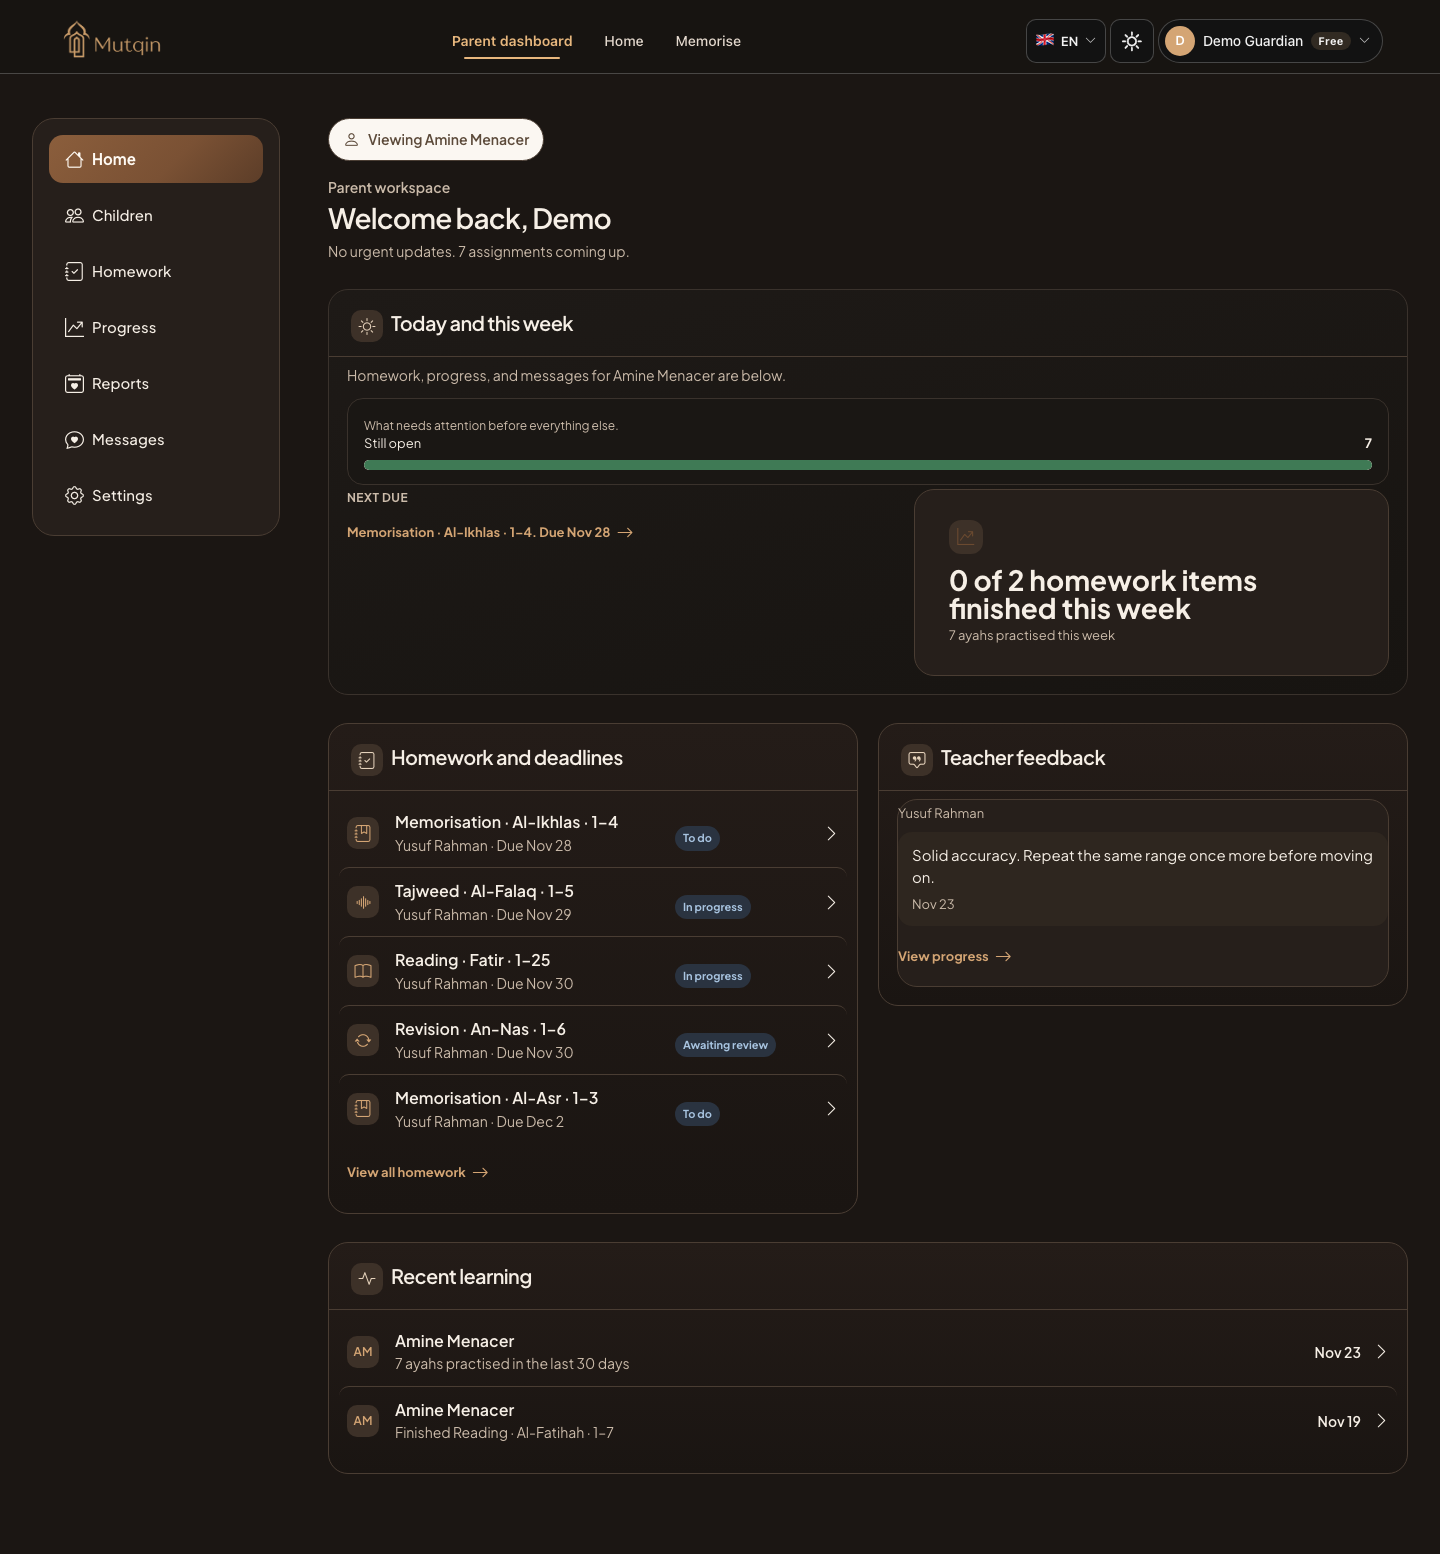 Mutqin
Parent dashboard
Home
Memorise
EN
D
Demo Guardian
Free
Home
Children
Homework
Progress
Reports
Messages
Settings
Viewing Amine Menacer
Parent workspace
Welcome back, Demo
No urgent updates. 7 assignments coming up.
Today and this week
Homework, progress, and messages for Amine Menacer are below.
What needs attention before everything else.
Still open
7
NEXT DUE
Memorisation · Al-Ikhlas · 1–4. Due Nov 28
0 of 2 homework items
finished this week
7 ayahs practised this week
Homework and deadlines
Memorisation · Al-Ikhlas · 1–4
Yusuf Rahman · Due Nov 28
To do
Tajweed · Al-Falaq · 1–5
Yusuf Rahman · Due Nov 29
In progress
Reading · Fatir · 1–25
Yusuf Rahman · Due Nov 30
In progress
Revision · An-Nas · 1–6
Yusuf Rahman · Due Nov 30
Awaiting review
Memorisation · Al-Asr · 1–3
Yusuf Rahman · Due Dec 2
To do
View all homework
Teacher feedback
Yusuf Rahman
Solid accuracy. Repeat the same range once more before moving
on.
Nov 23
View progress
Recent learning
AM
Amine Menacer
7 ayahs practised in the last 30 days
Nov 23
AM
Amine Menacer
Finished Reading · Al-Fatihah · 1–7
Nov 19